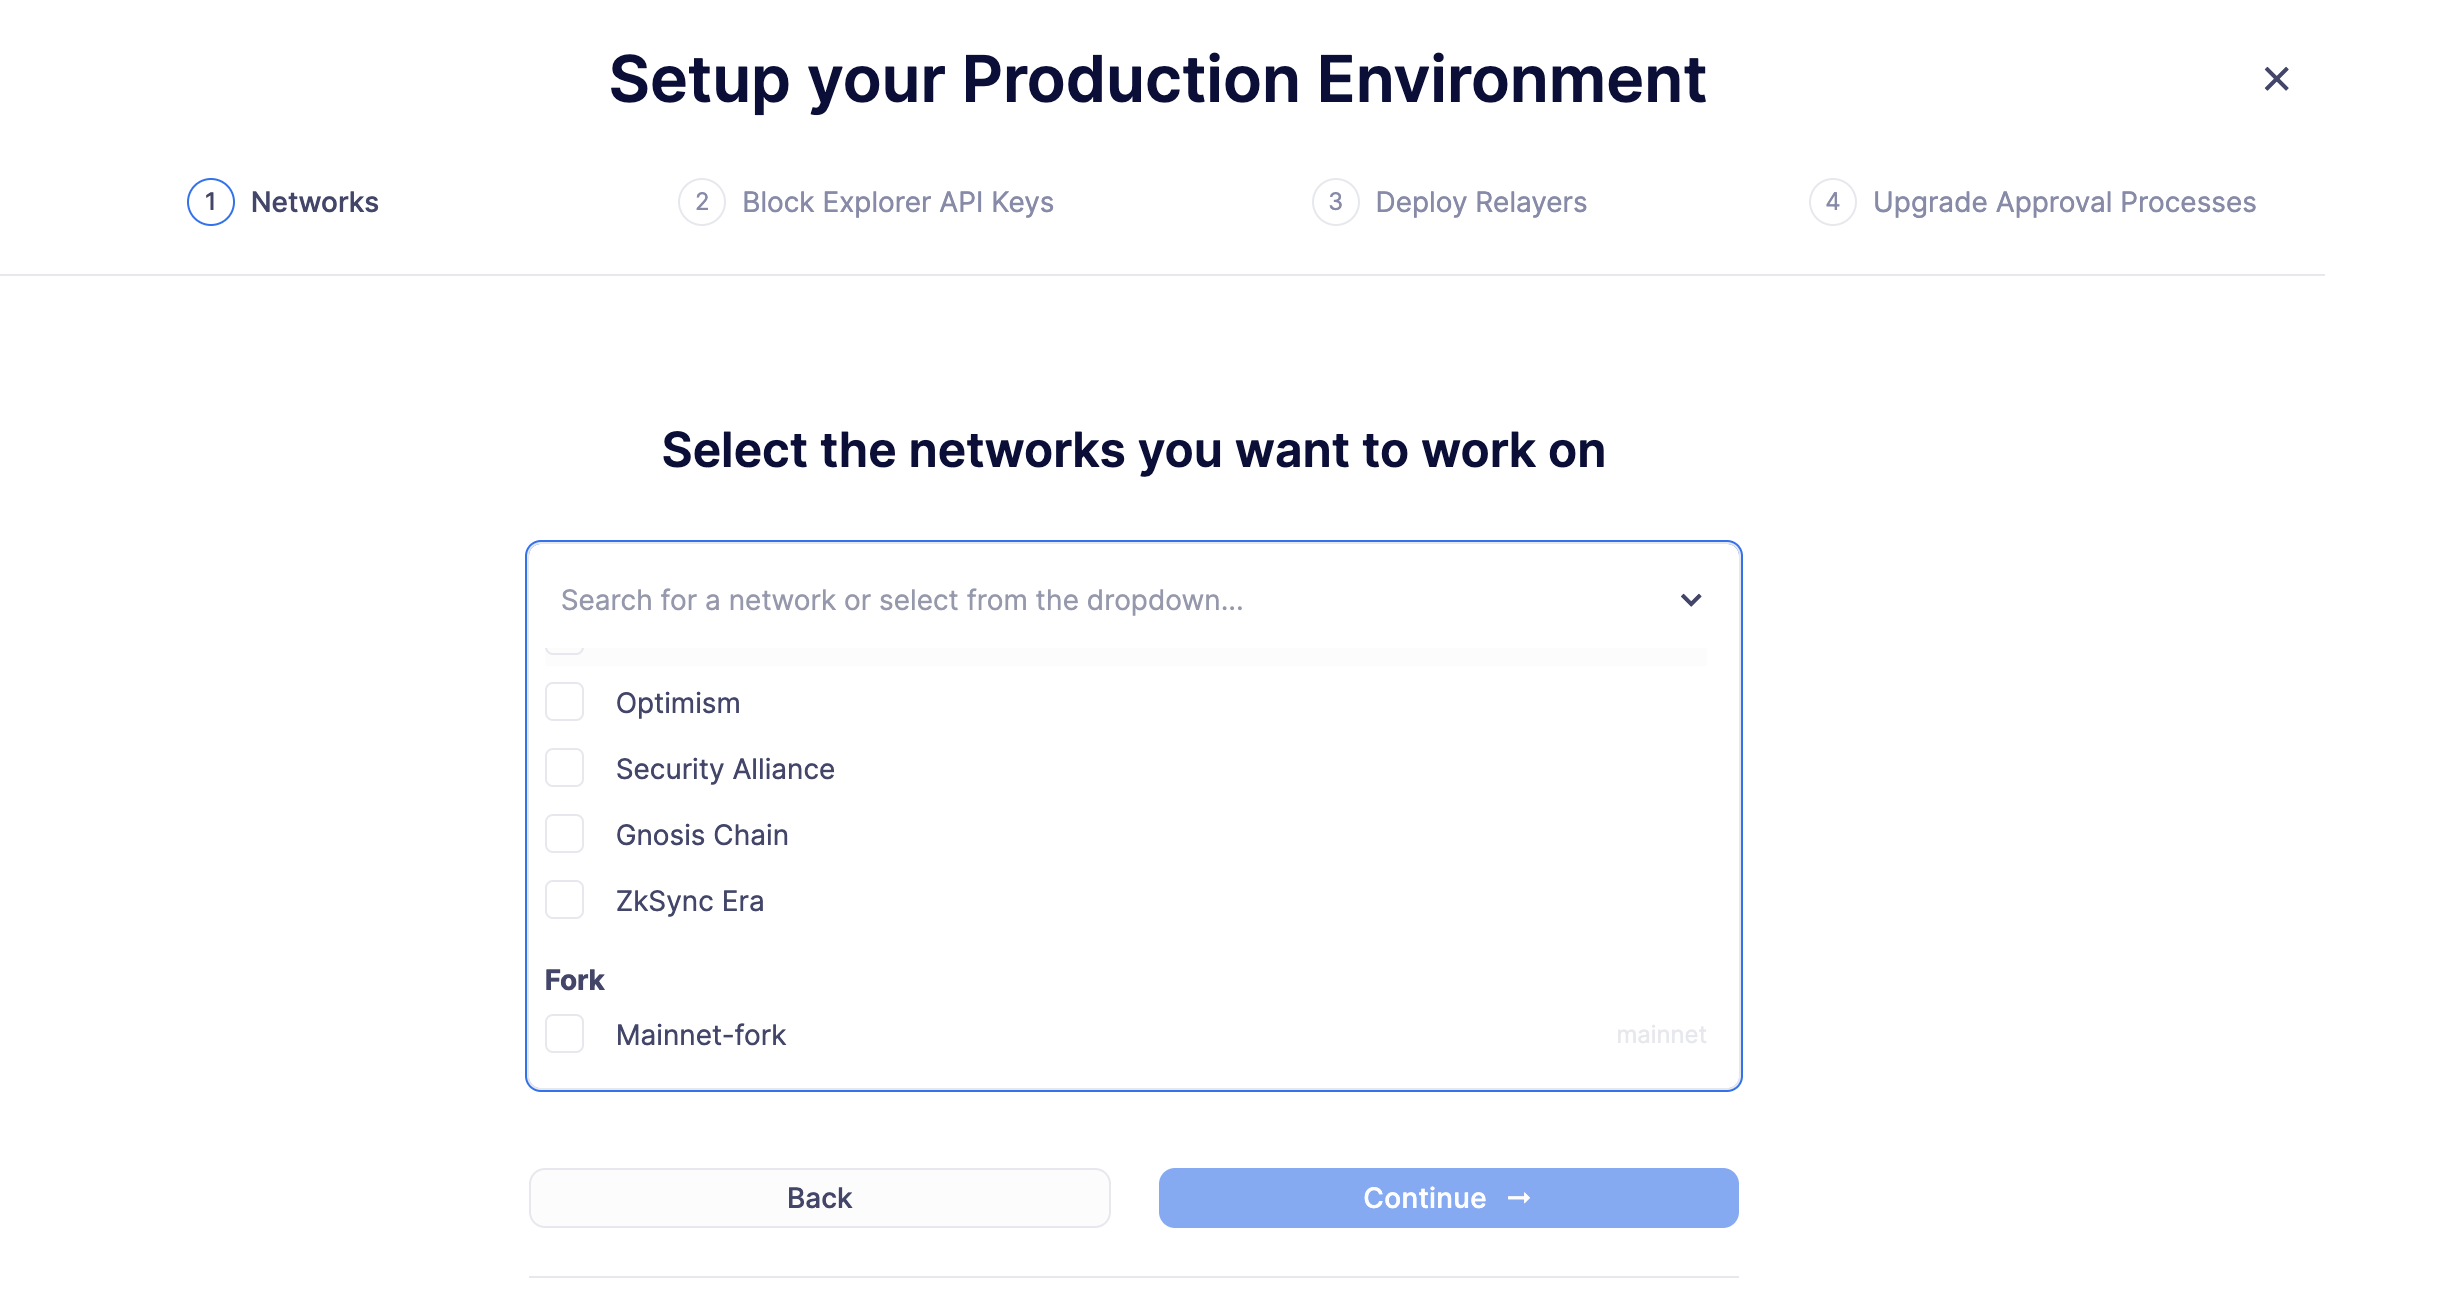 Setup your Production Environment
1 Networks
2 Block Explorer API Keys
3 Deploy Relayers
4 Upgrade Approval Processes
Select the networks you want to work on
Search for a network or select from the dropdown...
Optimism
Security Alliance
Gnosis Chain
ZkSync Era
Fork
Mainnet-fork mainnet
Back
Continue →